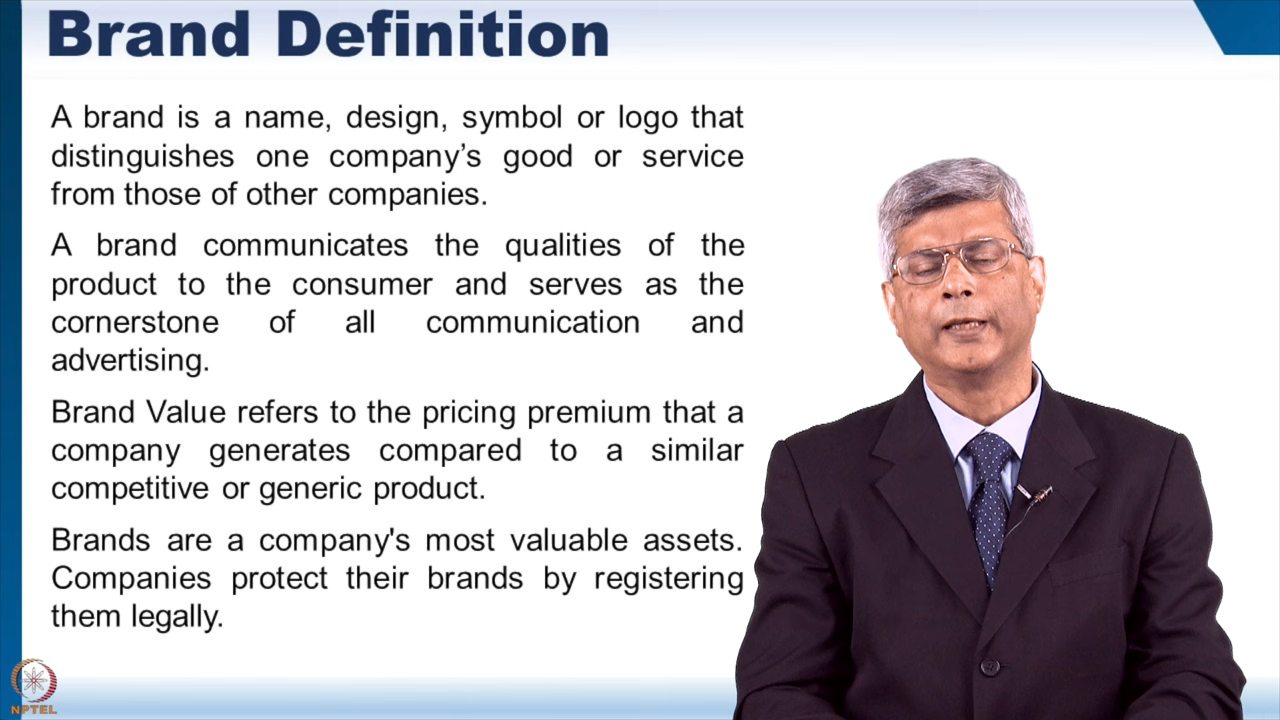 Brand Definition
A brand is a name, design, symbol or logo that
distinguishes one company’s good or service
from those of other companies.
A brand communicates the qualities of the
product to the consumer and serves as the
cornerstone of all communication and
advertising.
Brand Value refers to the pricing premium that a
company generates compared to a similar
competitive or generic product.
Brands are a company's most valuable assets.
Companies protect their brands by registering
them legally.
NPTEL